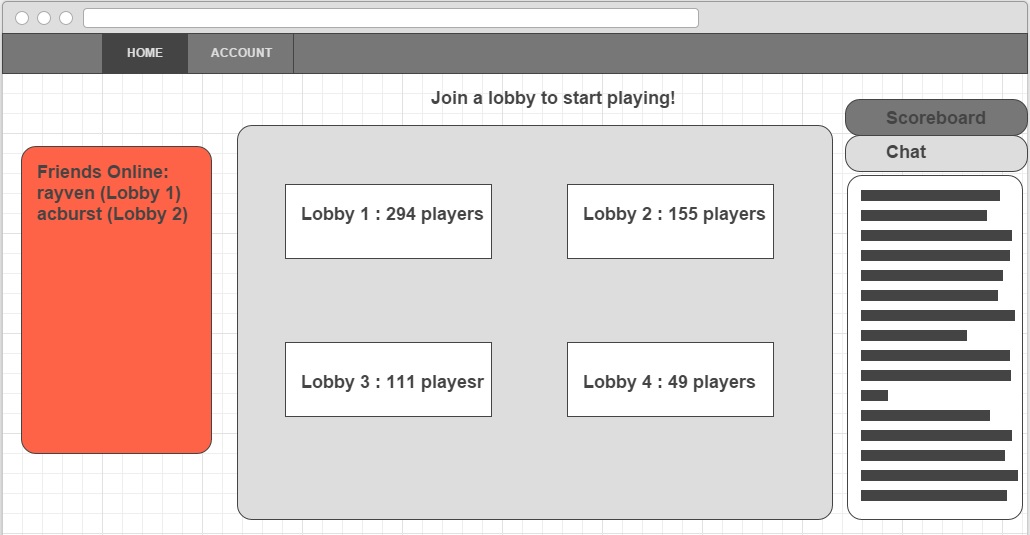 HOME ACCOUNT
Join a lobby to start playing!
Scoreboard
Chat
Friends Online:
rayven (Lobby 1)
acburst (Lobby 2)
Lobby 1 : 294 players
Lobby 2 : 155 players
Lobby 3 : 111 playesr
Lobby 4 : 49 players